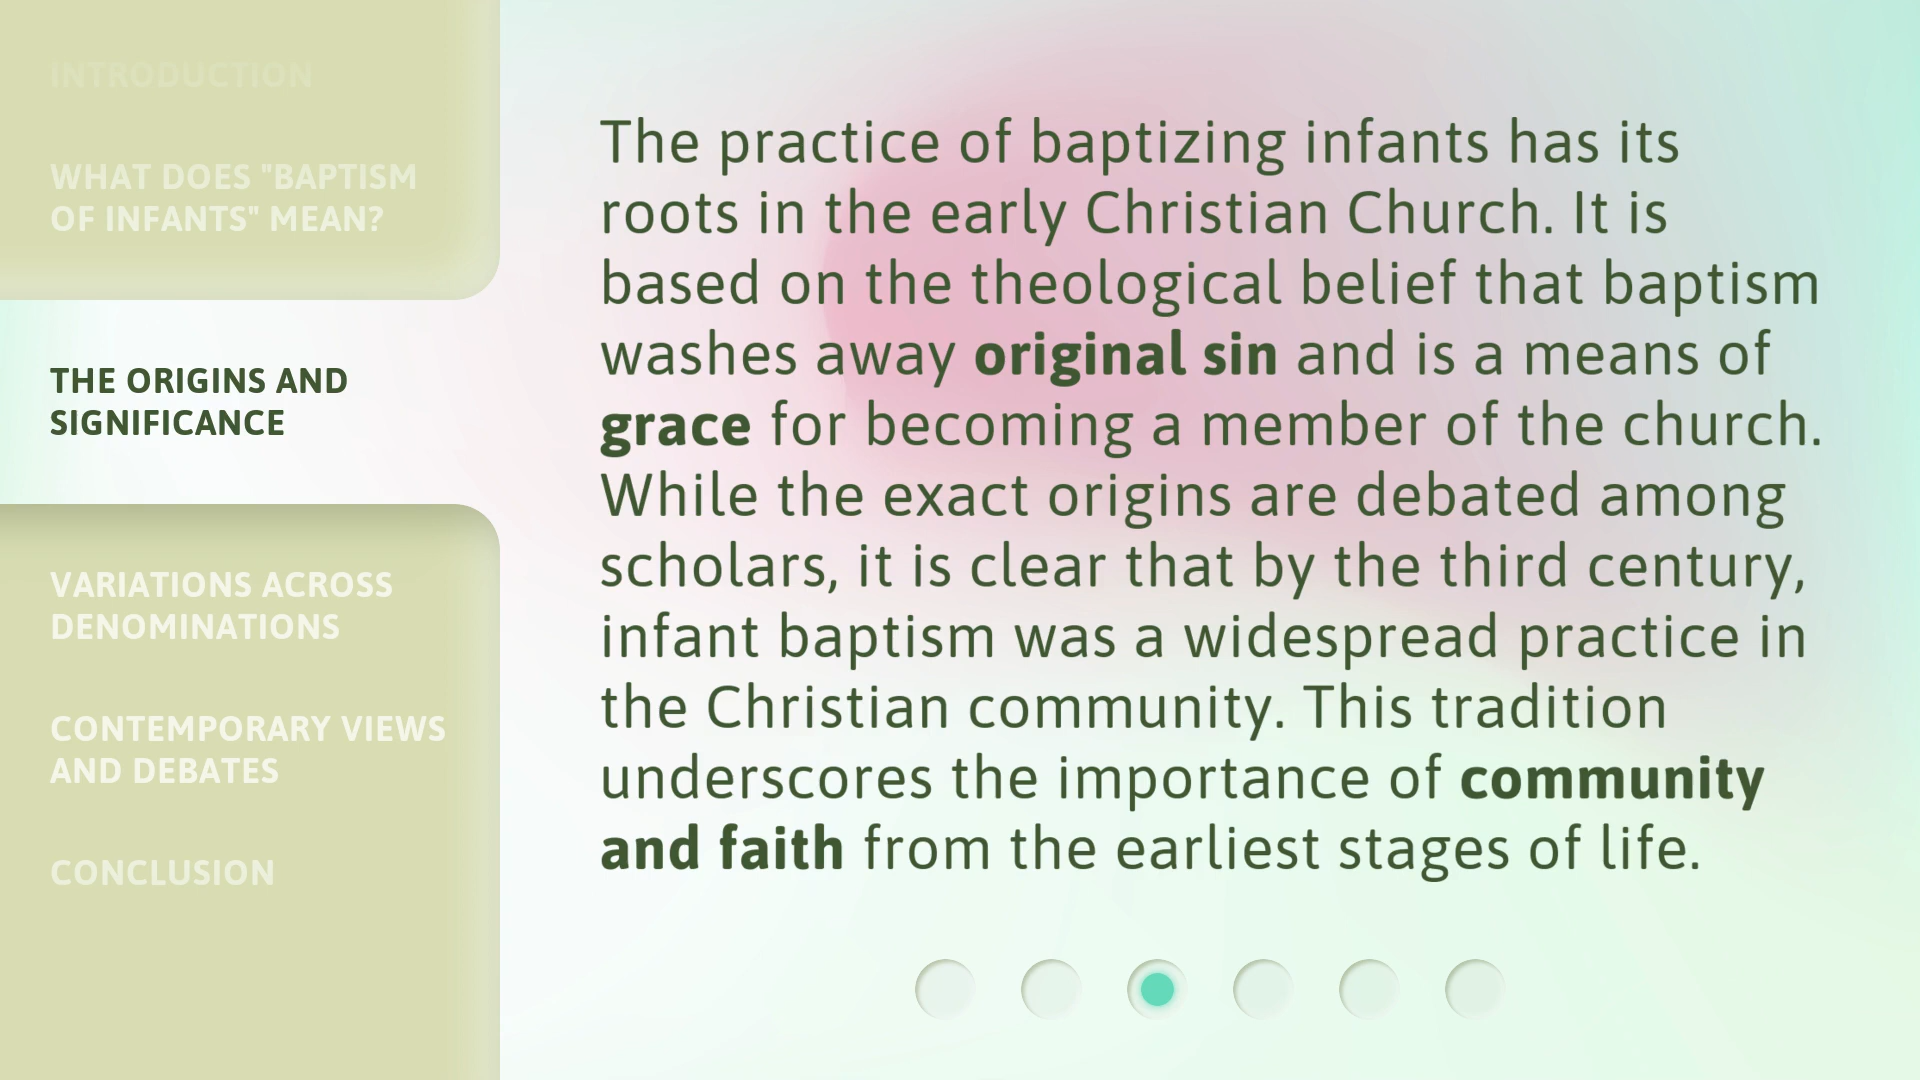 INTRODUCTION
WHAT DOES "BAPTISM
OF INFANTS" MEAN?
THE ORIGINS AND
SIGNIFICANCE
VARIATIONS ACROSS
DENOMINATIONS
CONTEMPORARY VIEWS
AND DEBATES
CONCLUSION
The practice of baptizing infants has its
roots in the early Christian Church. It is
based on the theological belief that baptism
washes away original sin and is a means of
grace for becoming a member of the church.
While the exact origins are debated among
scholars, it is clear that by the third century,
infant baptism was a widespread practice in
the Christian community. This tradition
underscores the importance of community
and faith from the earliest stages of life.